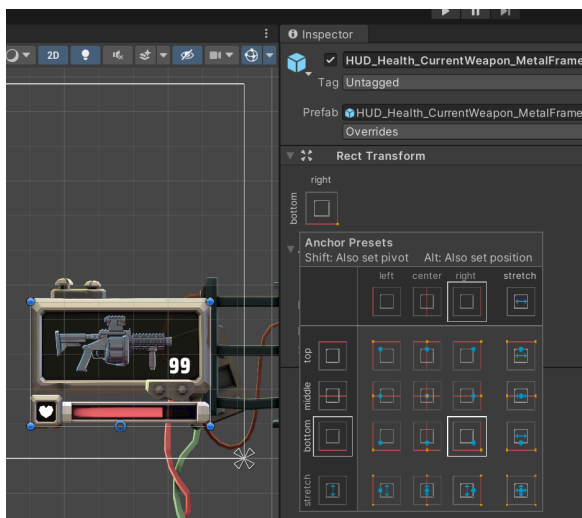 2D
Inspector
HUD_Health_CurrentWeapon_MetalFrame
Tag Untagged
Prefab HUD_Health_CurrentWeapon_MetalFrame
Overrides
Rect Transform
right
bottom
Anchor Presets
Shift: Also set pivot Alt: Also set position
left center right stretch
top
middle
bottom
stretch
99